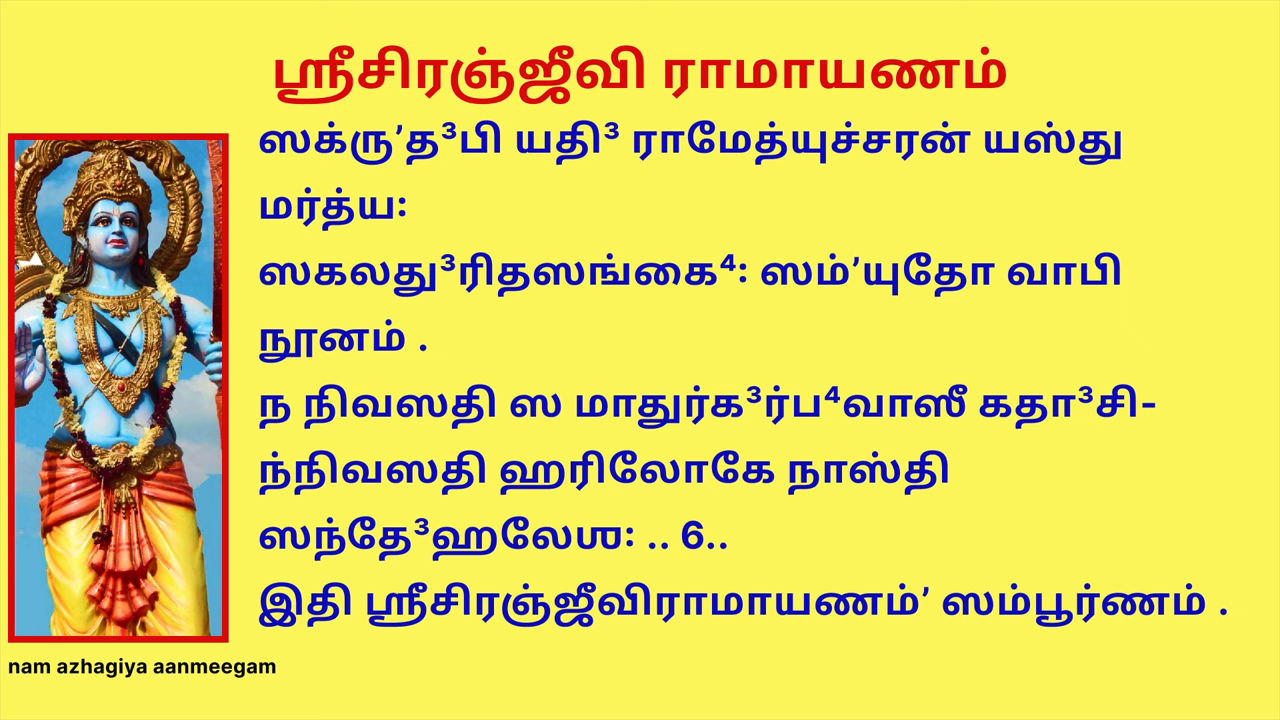 ஸ்ரீசிரஞ்ஜீவி ராமாயணம்
ஸக்ரு’த³பி யதி³ ராமேத்யுச்சரன் யஸ்து
மர்த்ய:
ஸகலது³ரிதஸங்கை⁴: ஸம்’யுதோ வாபி
நூனம் .
ந நிவஸதி ஸ மாதுர்க³ர்ப⁴வாஸீ கதா³சி-
ந்நிவஸதி ஹரிலோகே நாஸ்தி
ஸந்தே³ஹலேஶ: .. 6..
இதி ஸ்ரீசிரஞ்ஜீவிராமாயணம்’ ஸம்பூர்ணம் .
nam azhagiya aanmeegam